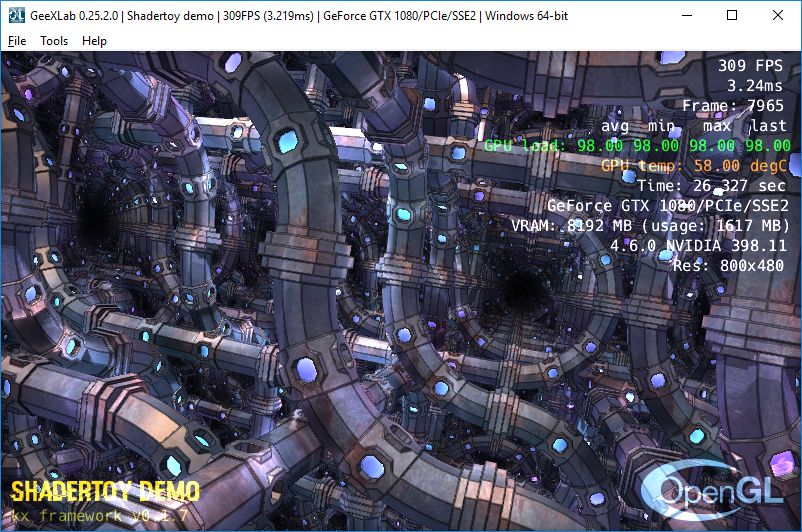 GeeXLab 0.25.2.0 | Shadertoy demo | 309FPS (3.219ms) | GeForce GTX 1080/PCIe/SSE2 | Windows 64-bit
File Tools Help
309 FPS
3.24ms
Frame: 7965
avg min max last
GPU load: 98.00 98.00 98.00 98.00
GPU temp: 58.00 degC
Time: 26.327 sec
GeForce GTX 1080/PCIe/SSE2
VRAM: 8192 MB (usage: 1617 MB)
4.6.0 NVIDIA 398.11
Res: 800x480
SHADERTOY DEMO
kx framework v0.1.7
OpenGL